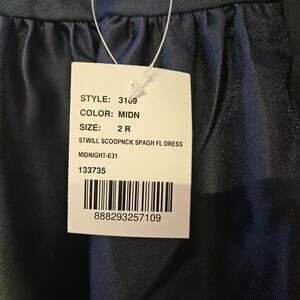 STYLE: 3109
COLOR: MIDN
SIZE: 2 R
STWILL SCOOPNCK SPAGH FL DRESS
MIDNIGHT-E31
133735
888293257109